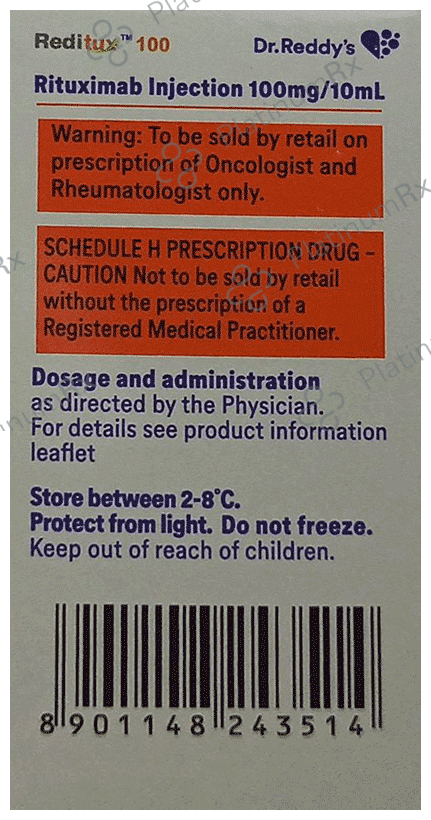 Reditux™ 100
Dr.Reddy's
Rituximab Injection 100mg/10mL
Warning: To be sold by retail on
prescription of Oncologist and
Rheumatologist only.
SCHEDULE H PRESCRIPTION DRUG –
CAUTION Not to be sold by retail
without the prescription of a
Registered Medical Practitioner.
Dosage and administration
as directed by the Physician.
For details see product information
leaflet
Store between 2-8°C.
Protect from light. Do not freeze.
Keep out of reach of children.
8 901148 243514
PlatinumRx